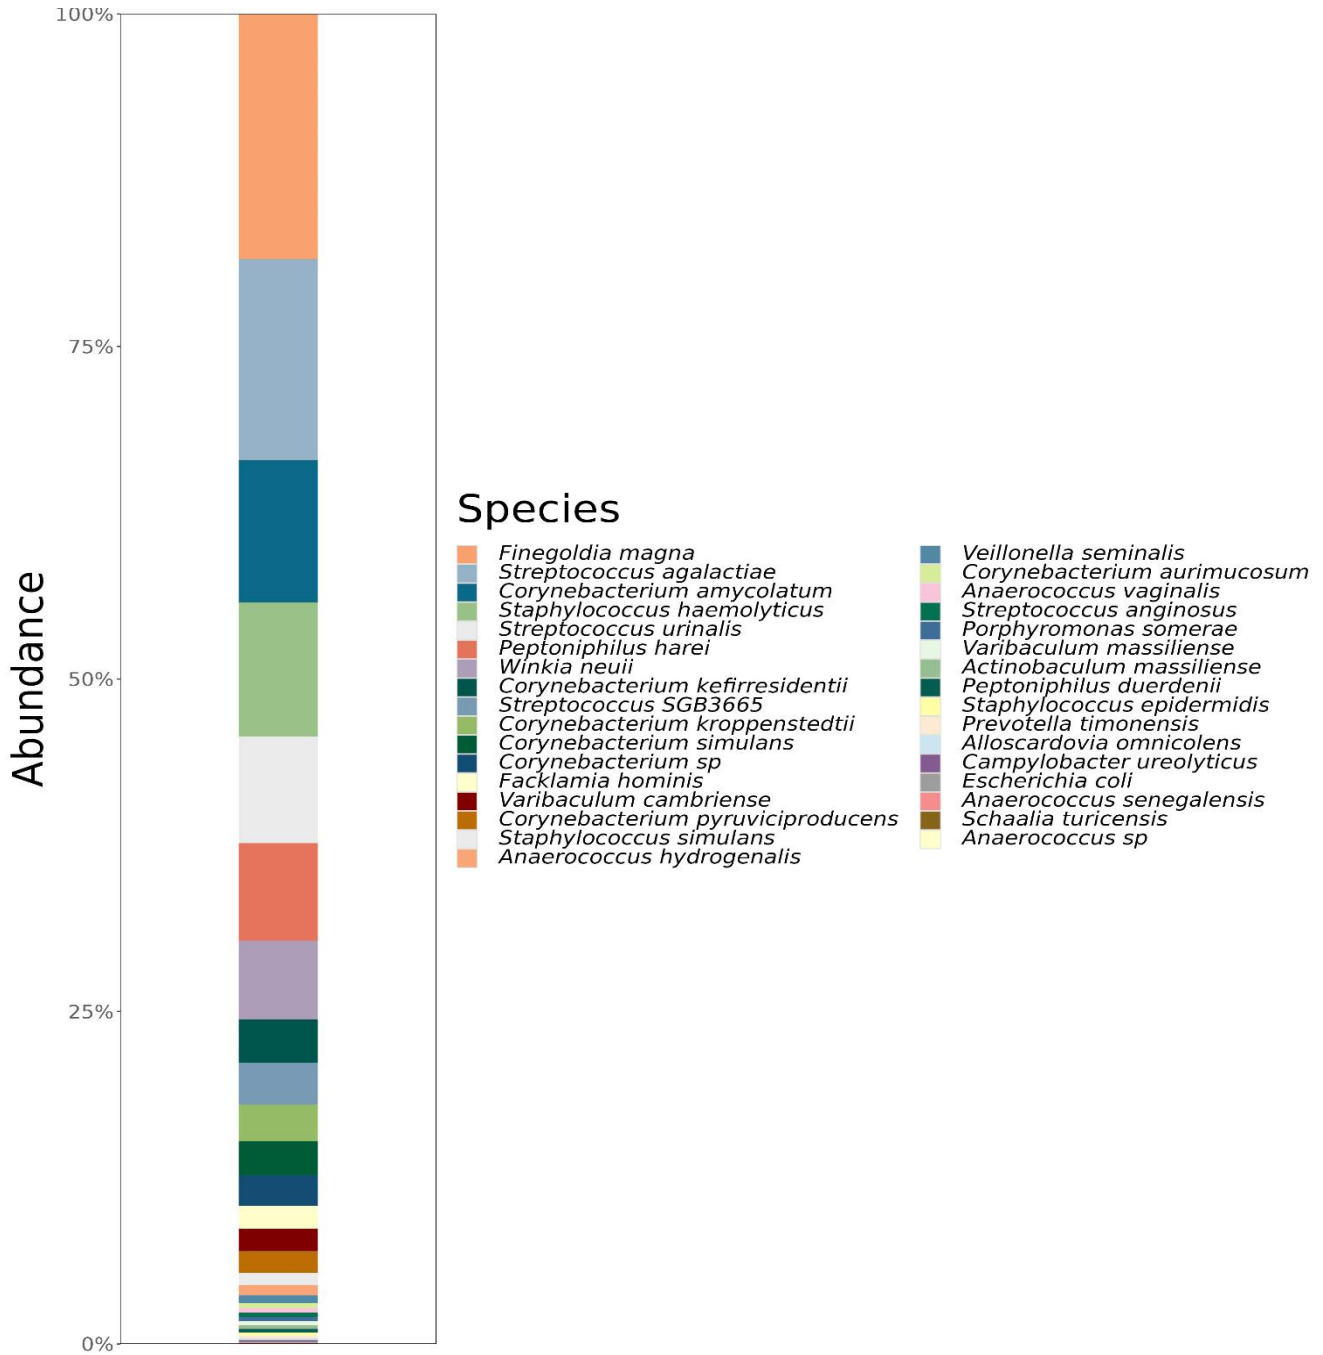 100%
75%
50%
25%
0%
Abundance
Species
Finegoldia magna
Streptococcus agalactiae
Corynebacterium amycolatum
Staphylococcus haemolyticus
Streptococcus urinalis
Peptoniphilus harei
Winkia neuii
Corynebacterium kefirresidentii
Streptococcus SGB3665
Corynebacterium kroppenstedtii
Corynebacterium simulans
Corynebacterium sp
Facklamia hominis
Varibaculum cambriense
Corynebacterium pyruviciproducens
Staphylococcus simulans
Anaerococcus hydrogenalis
Veillonella seminalis
Corynebacterium aurimucosum
Anaerococcus vaginalis
Streptococcus anginosus
Porphyromonas somerae
Varibaculum massiliense
Actinobaculum massiliense
Peptoniphilus duerdenii
Staphylococcus epidermidis
Prevotella timonensis
Alloscardovia omnicolens
Campylobacter ureolyticus
Escherichia coli
Anaerococcus senegalensis
Schaalia turicensis
Anaerococcus sp